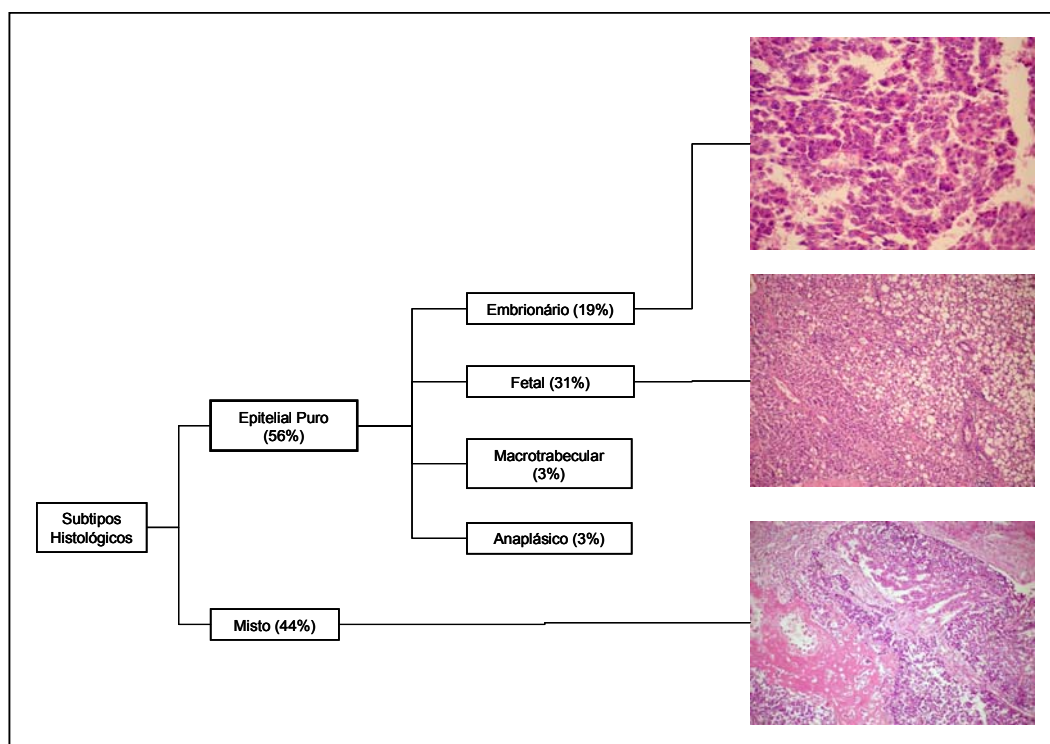 Subtipos
Histológicos
Epitelial Puro
(56%)
Misto (44%)
Embrionário (19%)
Fetal (31%)
Macrotrabecular
(3%)
Anaplásico (3%)